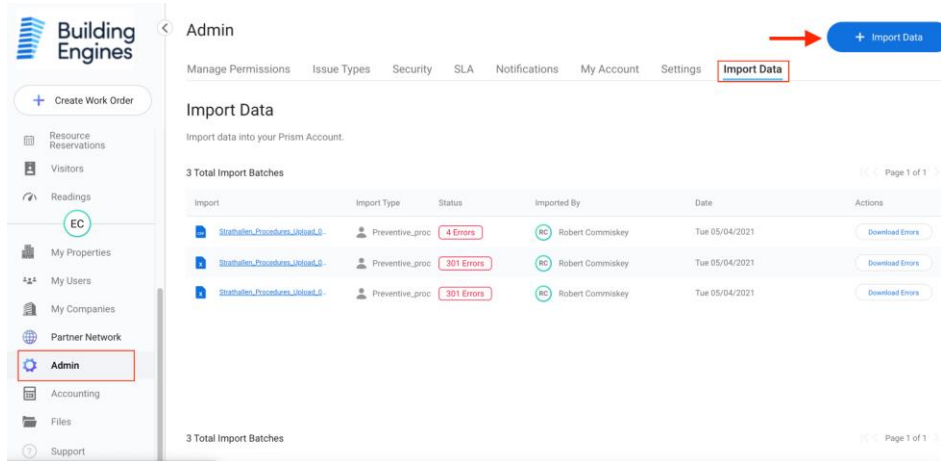 Building
Engines
Create Work Order
Resource
Reservations
Visitors
Readings
EC
My Properties
My Users
My Companies
Partner Network
Admin
Accounting
Files
Support
Admin
+ Import Data
Manage Permissions Issue Types Security SLA Notifications My Account Settings Import Data
Import Data
Import data into your Prism Account.
3 Total Import Batches Page 1 of 1
Import Import Type Status Imported By Date Actions
Strathallen_Procedures_Upload_0... Preventive_proc 4 Errors RC Robert Commiskey Tue 05/04/2021 Download Errors
X Strathallen_Procedures_Upload_0... Preventive_proc 301 Errors RC Robert Commiskey Tue 05/04/2021 Download Errors
X Strathallen_Procedures_Upload_0... Preventive_proc 301 Errors RC Robert Commiskey Tue 05/04/2021 Download Errors
3 Total Import Batches Page 1 of 1